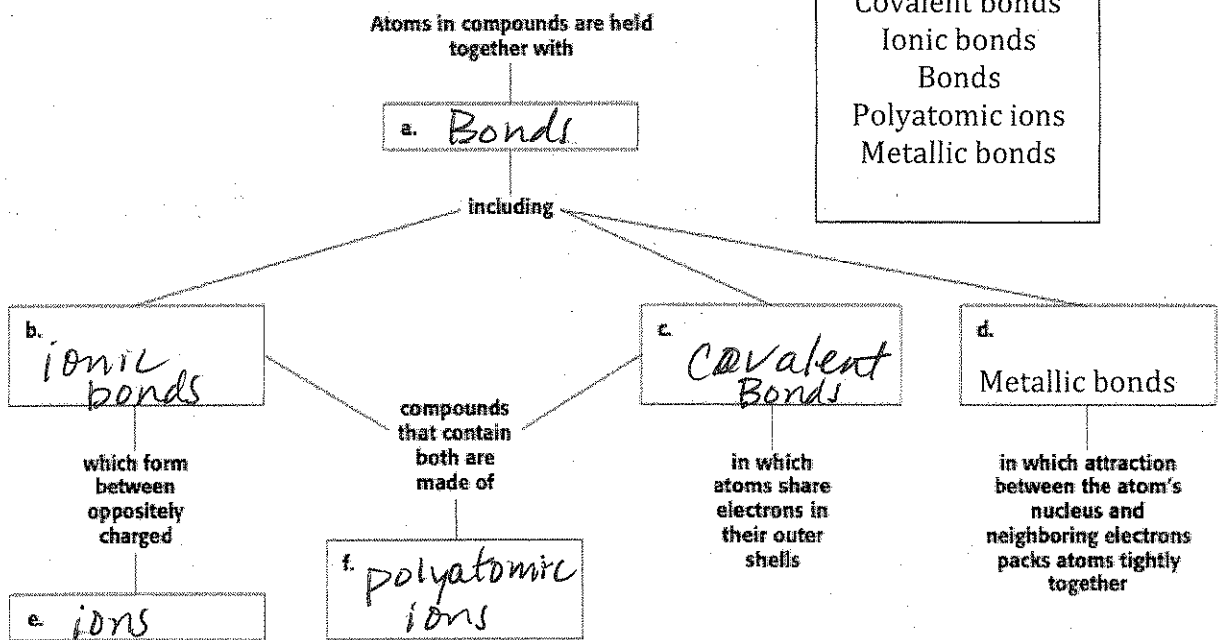 Covalent bonds
Ionic bonds
Bonds
Polyatomic ions
Metallic bonds
Atoms in compounds are held
together with
a. Bonds
including
b.
ionic
bonds
c.
Covalent
Bonds
d.
Metallic bonds
compounds
that contain
both are
made of
which form
between
oppositely
charged
in which
atoms share
electrons in
their outer
shells
in which attraction
between the atom's
nucleus and
neighboring electrons
packs atoms tightly
together
e. ions
f. polyatomic
ions